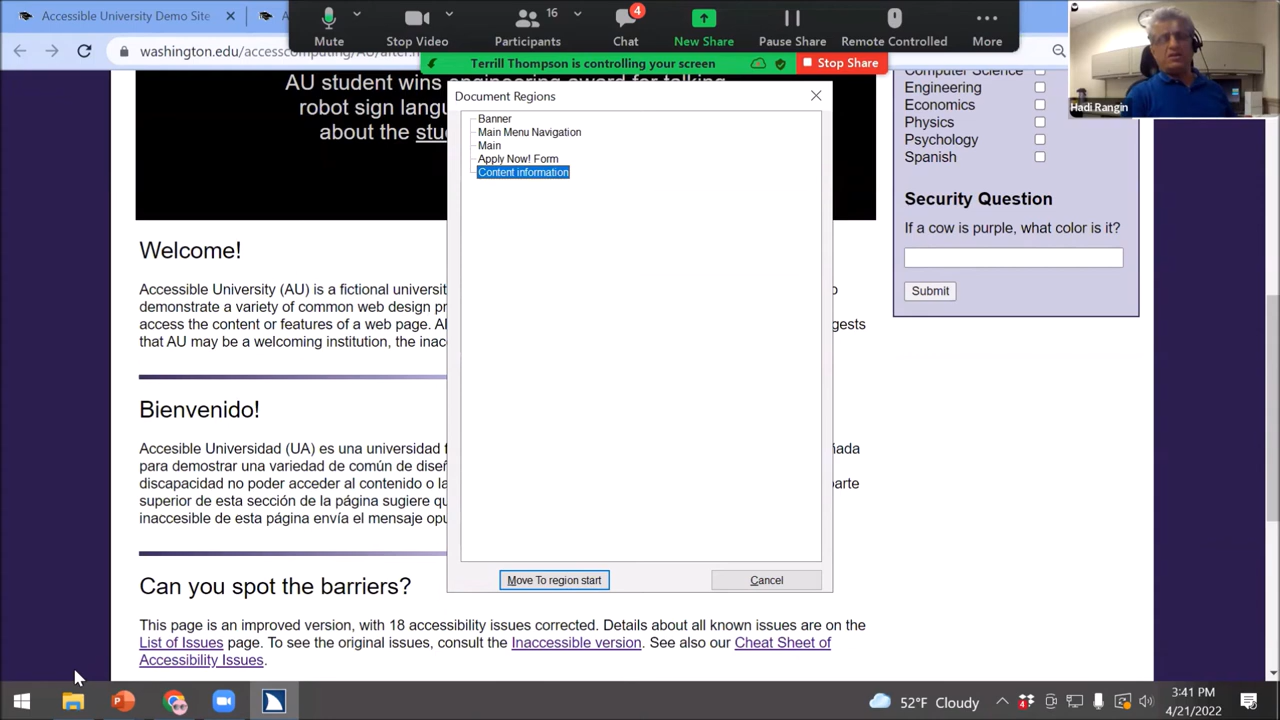 Accessible University Demo Site
16
4
Mute
Stop Video
Participants
Chat
New Share
Pause Share
Remote Controlled
More
washington.edu/accesscomputing/AU/after.h
Terrill Thompson is controlling your screen
Stop Share
Hadi Rangin
AU student wins engineering award for talking
robot sign langu
about the stu
Document Regions
Banner
Main Menu Navigation
Main
Apply Now! Form
Content information
Move To region start
Cancel
Computer Science
Engineering
Economics
Physics
Psychology
Spanish
Security Question
If a cow is purple, what color is it?
Submit
Welcome!
Accessible University (AU) is a fictional universit
demonstrate a variety of common web design pr
access the content or features of a web page. Al
ggests
that AU may be a welcoming institution, the inac
Bienvenido!
Accesible Universidad (UA) es una universidad f
ñada
para demostrar una variedad de común de diseñ
discapacidad no poder acceder al contenido o la
parte
superior de esta sección de la página sugiere qu
inaccesible de esta página envía el mensaje opu
Can you spot the barriers?
This page is an improved version, with 18 accessibility issues corrected. Details about all known issues are on the
List of Issues page. To see the original issues, consult the Inaccessible version. See also our Cheat Sheet of
Accessibility Issues.
52°F Cloudy
3:41 PM
4/21/2022